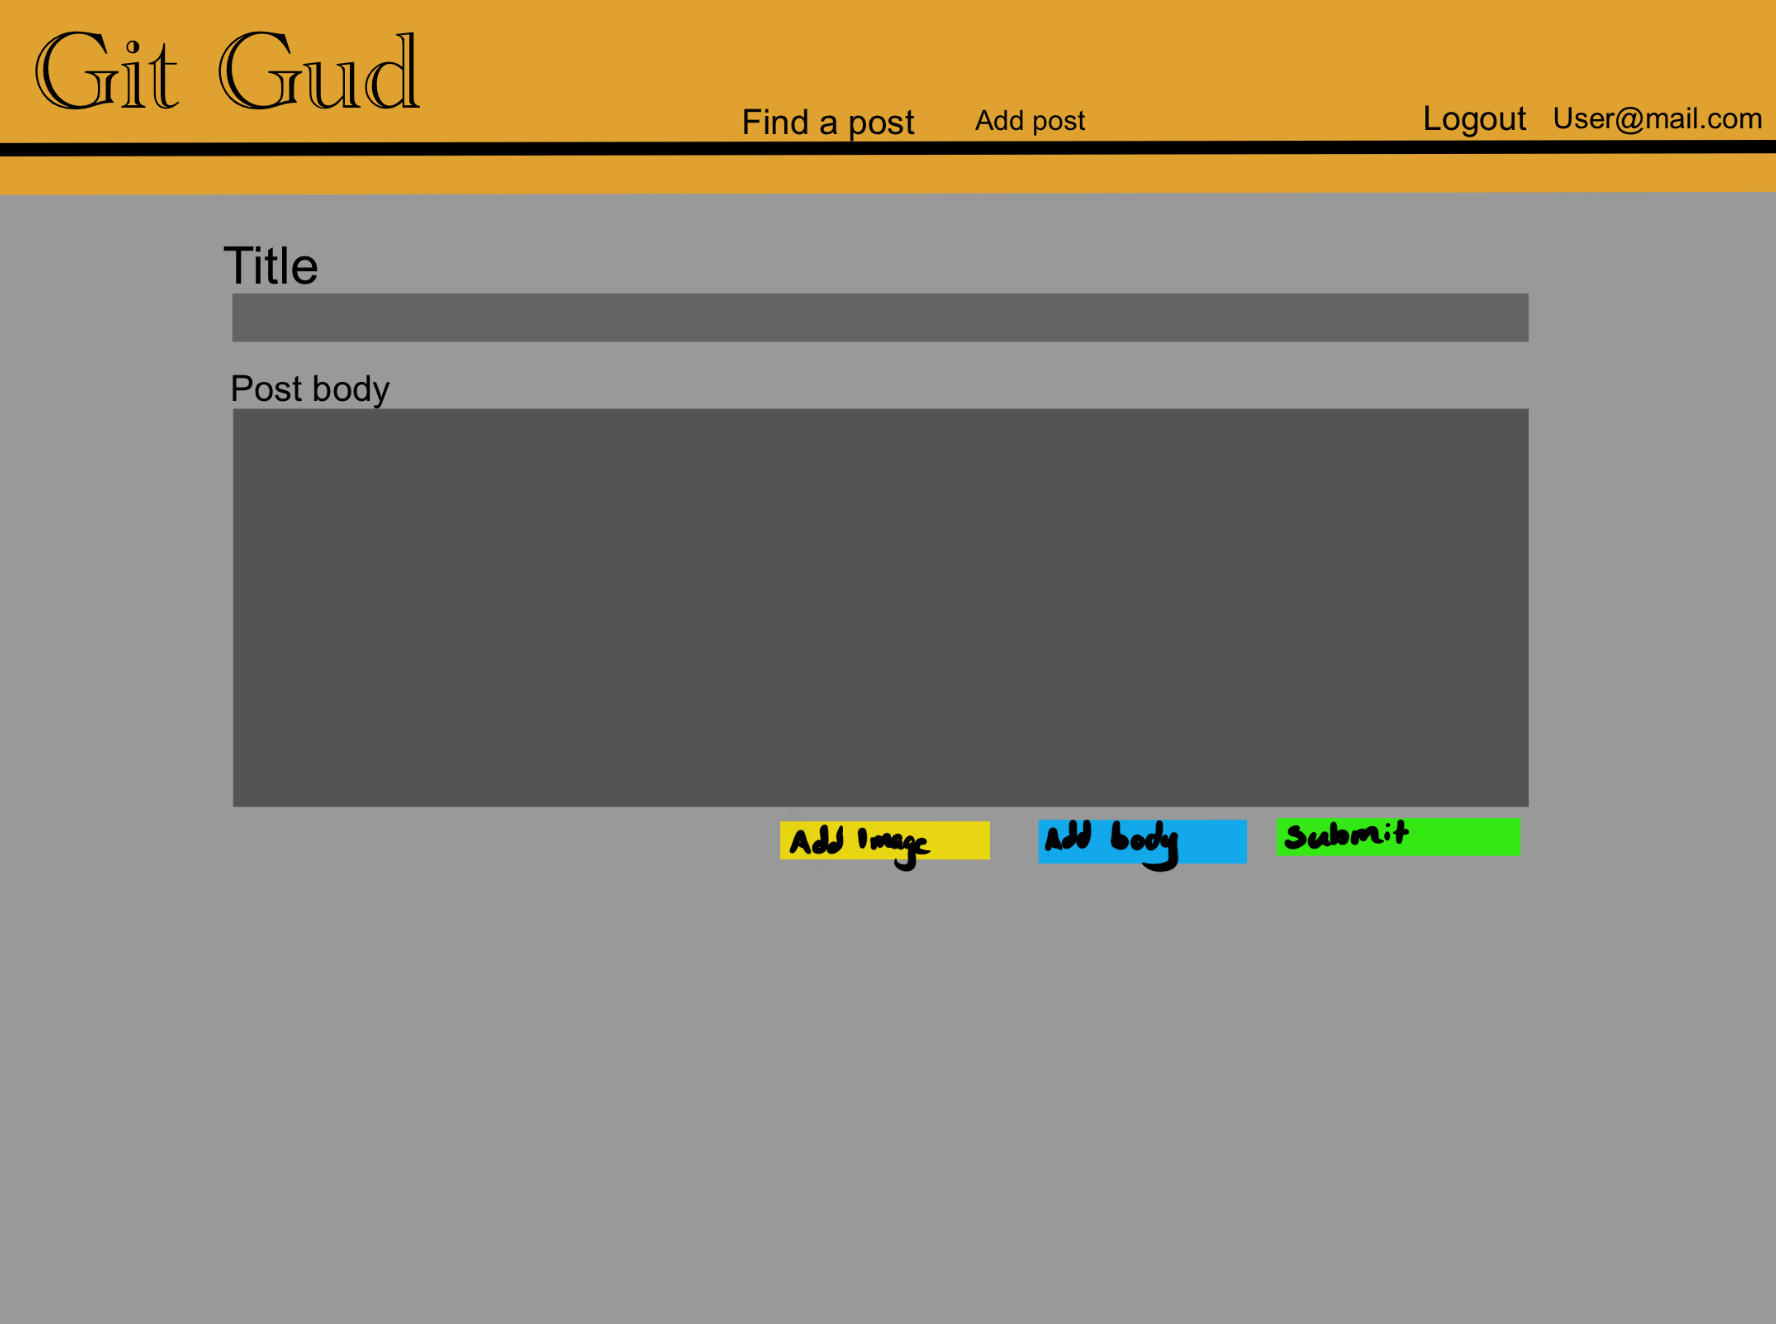 Git Gud
Find a post Add post Logout User@mail.com
Title
Post body
Add Image Add body Submit